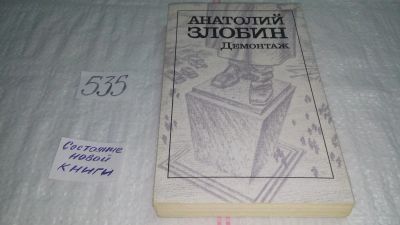 АНАТОЛИЙ
ЗЛОБИН
ДЕМОНТАЖ
535
Состояние
новой
книги